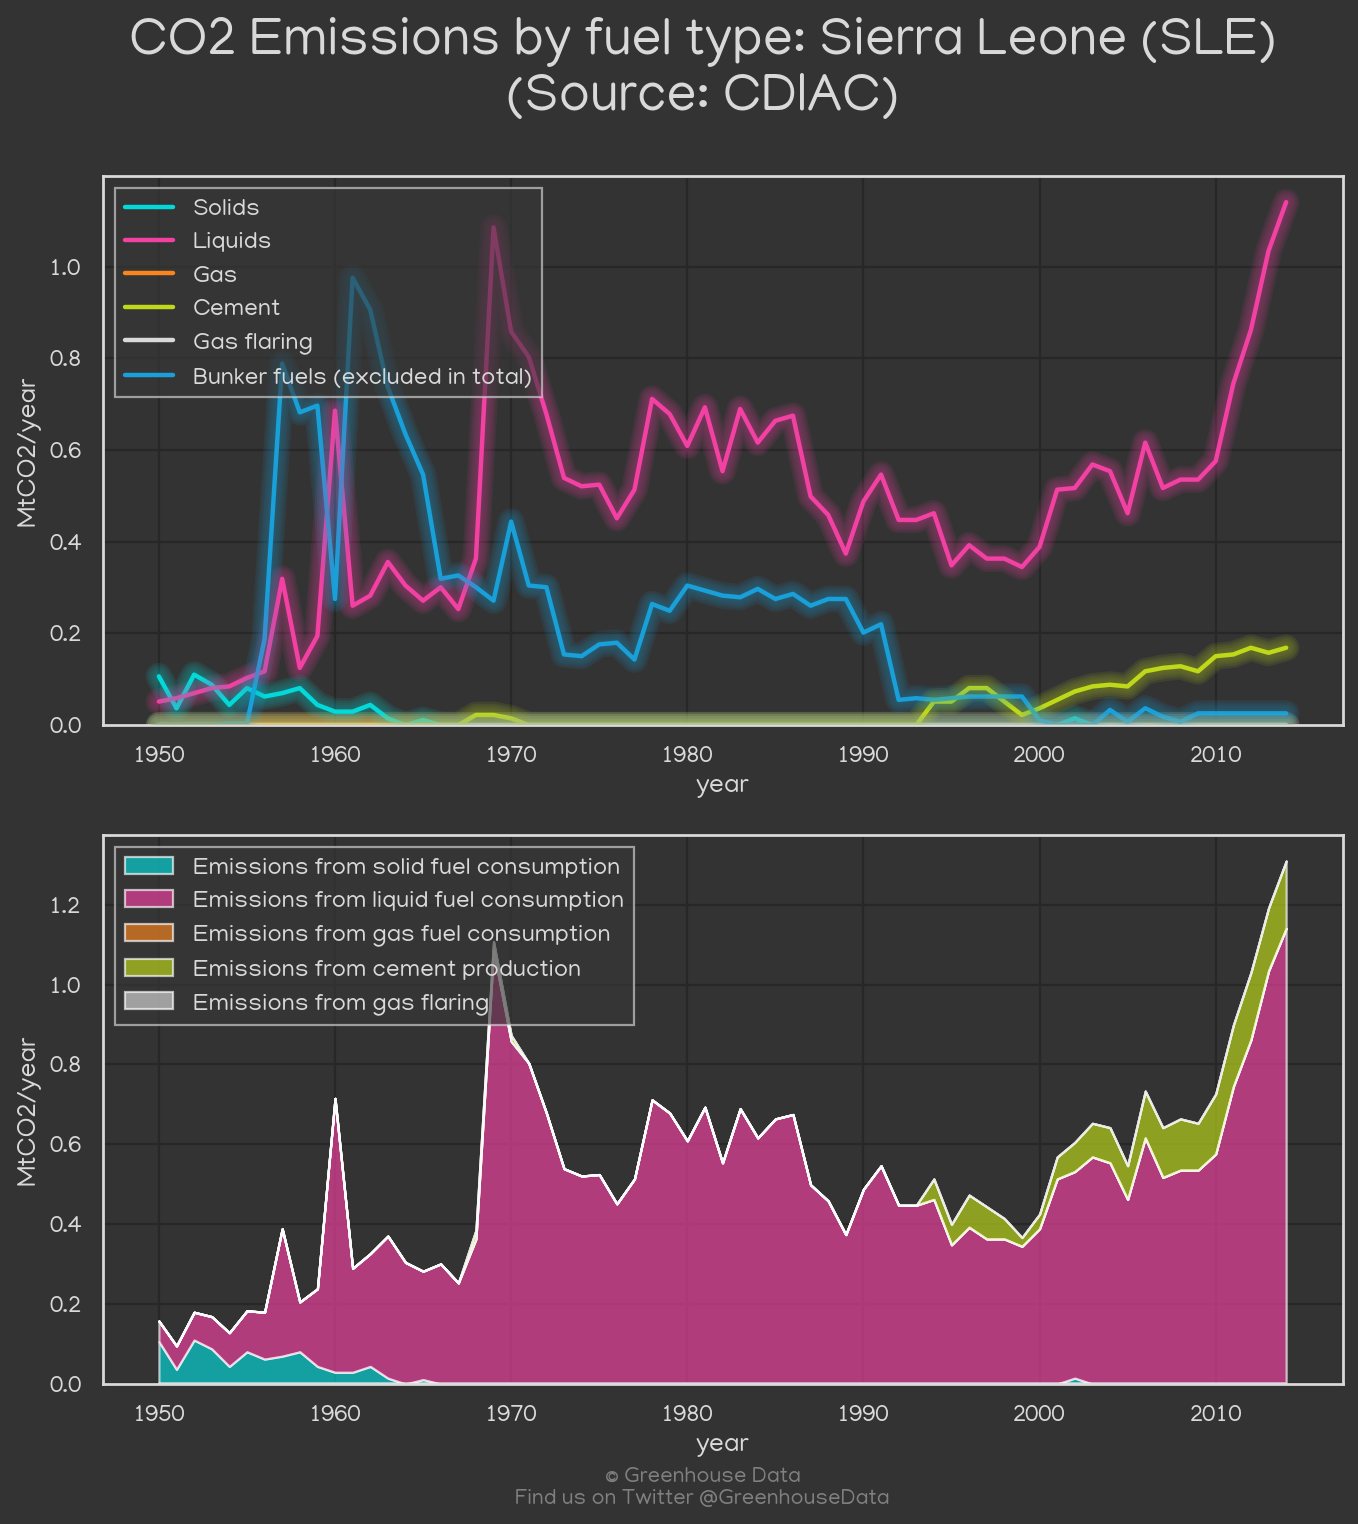 CO2 Emissions by fuel type: Sierra Leone (SLE)
(Source: CDIAC)
Solids
Liquids
Gas
Cement
Gas flaring
Bunker fuels (excluded in total)
MtCO2/year
1.0
0.8
0.6
0.4
0.2
0.0
1950 1960 1970 1980 1990 2000 2010
year
Emissions from solid fuel consumption
Emissions from liquid fuel consumption
Emissions from gas fuel consumption
Emissions from cement production
Emissions from gas flaring
MtCO2/year
1.2
1.0
0.8
0.6
0.4
0.2
0.0
1950 1960 1970 1980 1990 2000 2010
year
© Greenhouse Data
Find us on Twitter @GreenhouseData